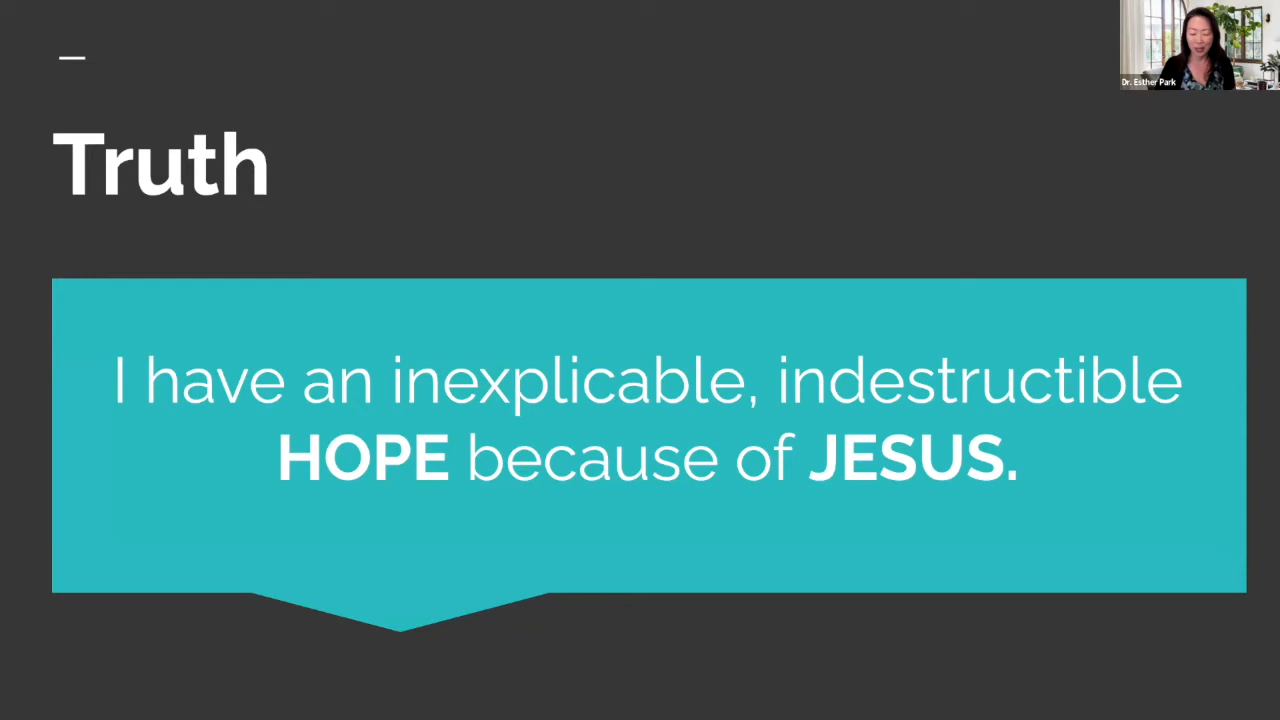 Dr. Esther Park
Truth
I have an inexplicable, indestructible
HOPE because of JESUS.